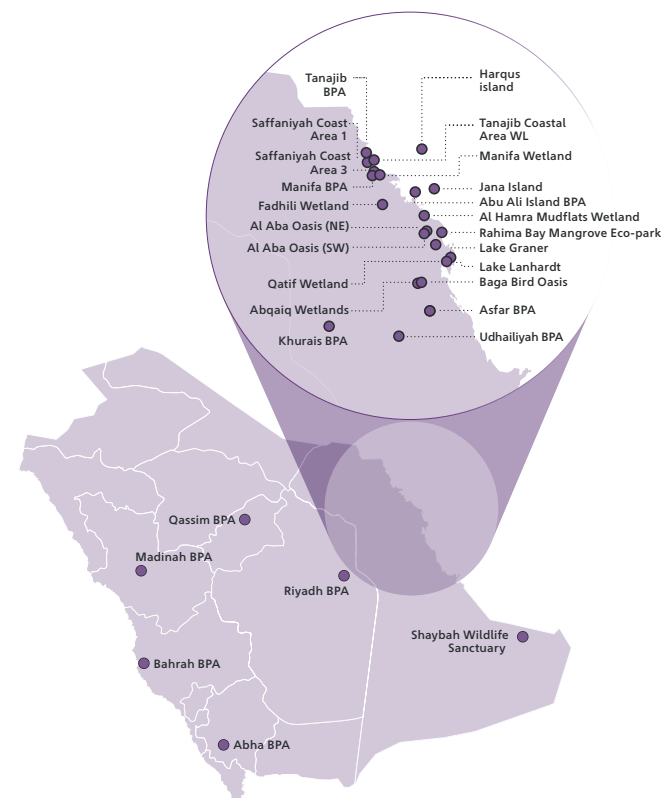 Tanajib
BPA
Harqus
island
Saffaniyah Coast
Area 1
Tanajib Coastal
Area WL
Saffaniyah Coast
Area 3
Manifa Wetland
Manifa BPA
Jana Island
Fadhili Wetland
Abu Ali Island BPA
Al Hamra Mudflats Wetland
Al Aba Oasis (NE)
Rahima Bay Mangrove Eco-park
Al Aba Oasis (SW)
Lake Graner
Lake Lanhardt
Qatif Wetland
Baga Bird Oasis
Abqaiq Wetlands
Asfar BPA
Khurais BPA
Udhailiyah BPA
Qassim BPA
Madinah BPA
Riyadh BPA
Shaybah Wildlife
Sanctuary
Bahrah BPA
Abha BPA